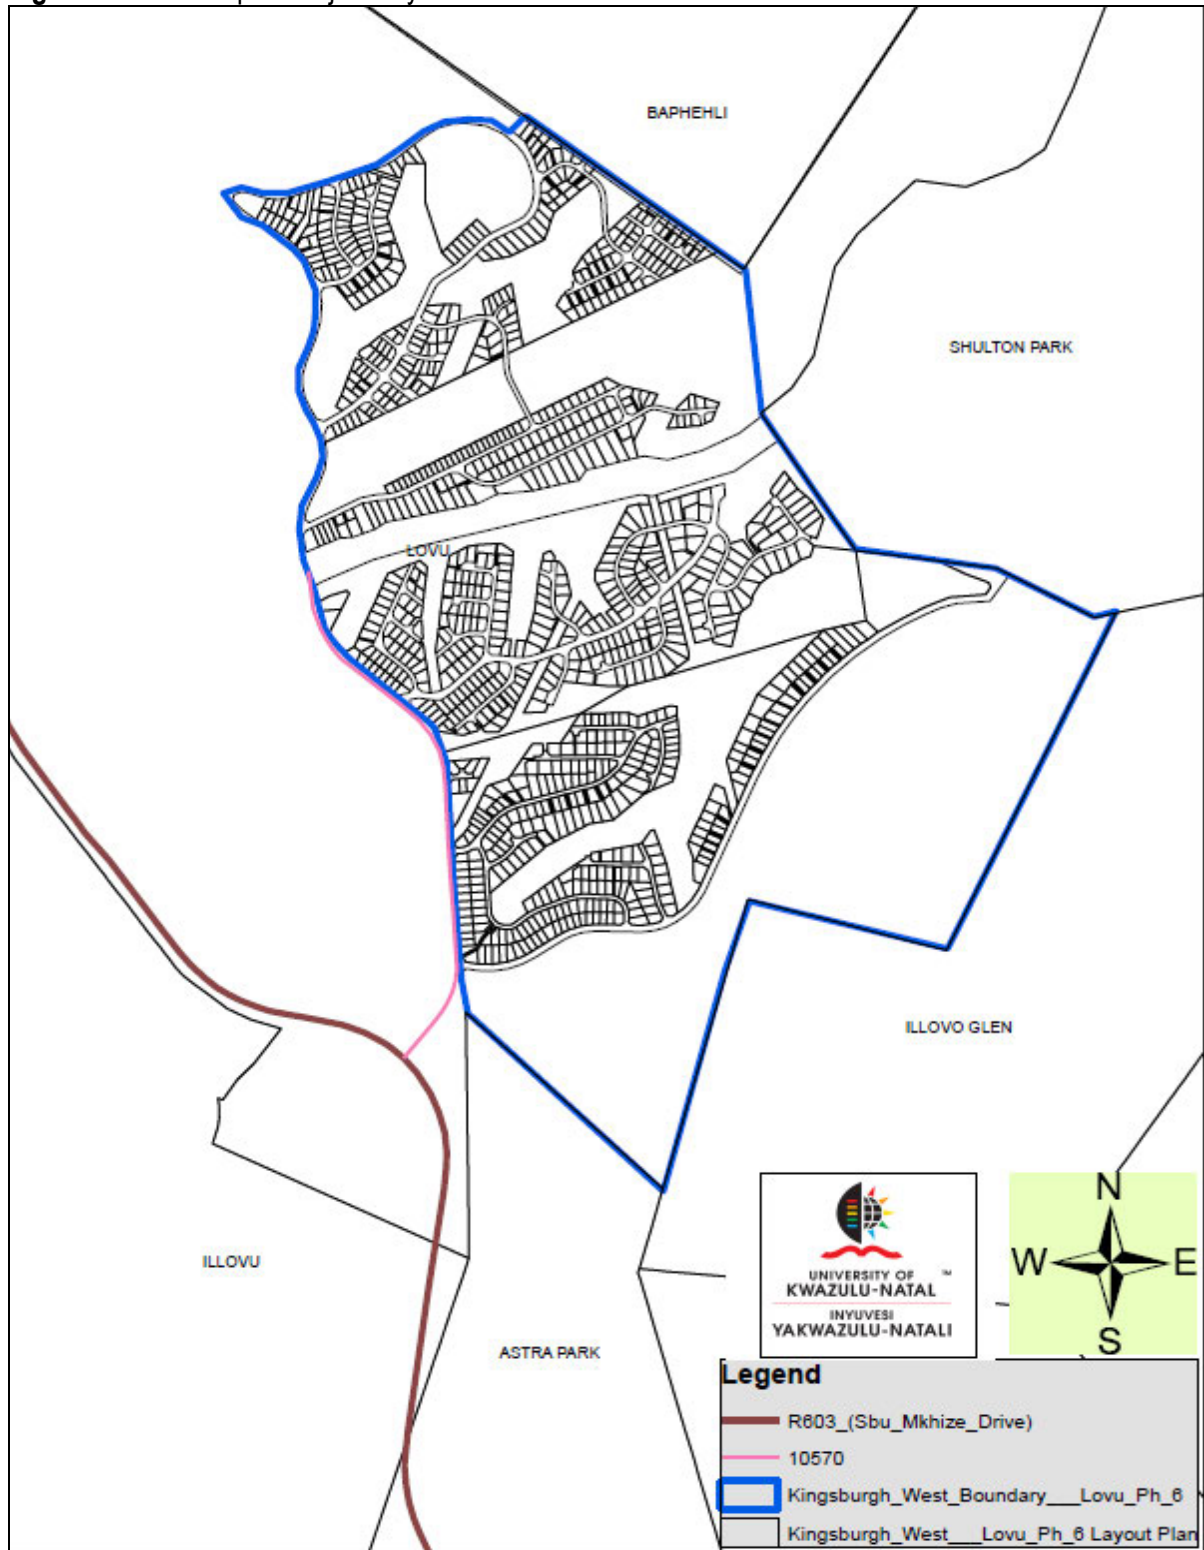 BAPHEHLI
SHULTON PARK
LOVU
ILLOVO GLEN
ILLOVU
ASTRA PARK
UNIVERSITY OF ™
KWAZULU-NATAL
INYUVESI
YAKWAZULU-NATALI
N
W E
S
Legend
R603_(Sbu_Mkhize_Drive)
10570
Kingsburgh_West_Boundary___Lovu_Ph_6
Kingsburgh_West___Lovu_Ph_6 Layout Plan